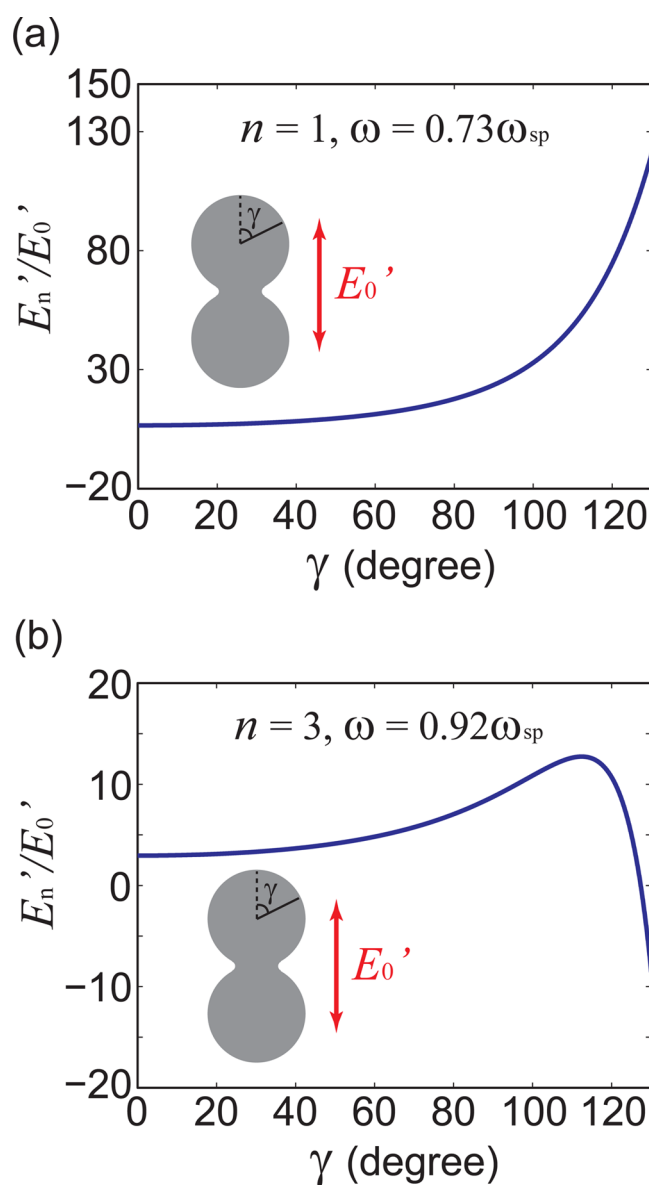 (a)
150
130
80
30
−20
Eₙ’/E₀’
n = 1, ω = 0.73ωsp
γ
E₀’
0 20 40 60 80 100 120
γ (degree)
(b)
20
10
0
−10
−20
Eₙ’/E₀’
n = 3, ω = 0.92ωsp
γ
E₀’
0 20 40 60 80 100 120
γ (degree)